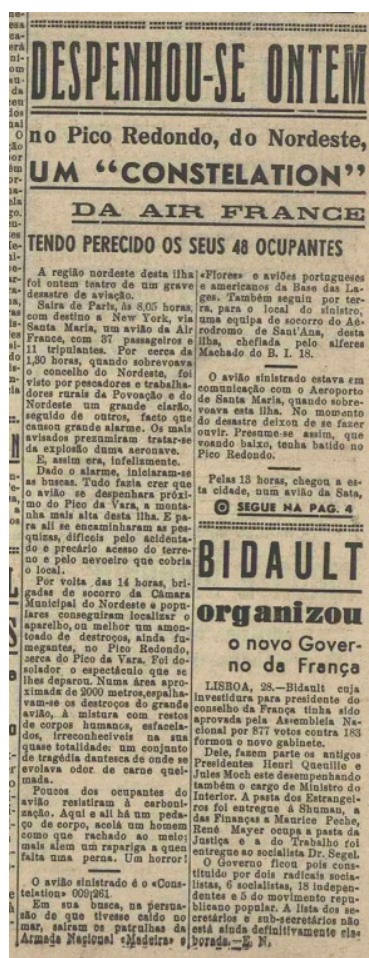 DESPENHOU-SE ONTEM
no Pico Redondo, do Nordeste,
UM "CONSTELATION"
DA AIR FRANCE
TENDO PERECIDO OS SEUS 48 OCUPANTES
A região nordeste desta ilha
foi ontem teatro de um grave
desastre de aviação.
Saira de París, às 8,05 horas,
com destino a New York, via
Santa Maria, um avião da Air
France, com 37 passageiros e
11 tripulantes. Por cerca da
1,30 horas, quando sobrevoava
o concelho do Nordeste, foi
visto por pescadores e trabalha-
dores rurais da Povoação e do
Nordeste um grande clarão,
seguido de outros, facto que
causou grande alarme. Os mais
avisados prezumiram tratar-se
da explosão duma aeronave.
E, assim era, infelizmente.
Dado o alarme, iniciaram-se
as buscas. Tudo fazia crer que
o avião se despenhara próxi-
mo do Pico da Vara, a monta-
nha mais alta desta ilha. E pa-
ra ali se encaminharam as pes-
quizas, difíceis pelo acidenta-
do e precário acesso do terre-
no e pelo nevoeiro que cobria
o local.
Por volta das 14 horas, bri-
gadas de socorro da Câmara
Municipal do Nordeste e popu-
lares conseguiram localizar o
aparelho, ou melhor um amon-
toado de destroços, ainda fu-
megantes, no Pico Redondo,
cerca do Pico da Vara. Foi de-
solador o espectáculo que se
lhes deparou. Numa área apro-
ximada de 2000 metros,espalha-
vam-se os destroços do grande
avião, à mistura com restos
de corpos humanos, esfacela-
dos, irreconhecíveis na sua
quase totalidade: um conjunto
de tragédia dantesca de onde se
evolava odor de carne quei-
mada.
Poucos dos ocupantes do
avião resistiram à carboni-
zação. Aqui e ali há um peda-
ço de corpo, acolá um homem
como que rachado ao meio;
mais alem um rapariga a quem
falta uma perna. Um horror!
O avião sinistrado é o «Cons-
telation» 009;261.
Em sua busca, na persua-
são de que tivesse caído no
mar, saíram os patrulhas da
Armada Nacional «Madeira» e
«Flores» e aviões portugueses
e americanos da Base das La-
ges. Também seguiu por ter-
ra, para o local do sinistro,
uma equipa de socorro do Aé-
rodromo de Sant'Ana, desta
ilha, chefiada pelo alferes
Machado do B. I. 18.
O avião sinistrado estava em
comunicação com o Aeroporto
de Santa Maria, quando sobre-
voava esta ilha. No momento
do desastre deixou de se fazer
ouvir. Presume-se assim, que
voando baixo, tenha batido no
Pico Redondo.
Pelas 13 horas, chegou a es-
ta cidade, num avião da Sata,
SEGUE NA PAG. 4
BIDAULT
organizou
o novo Gover-
no da França
LISBOA, 28.—Bidault cuja
investidura para presidente do
conselho da França tinha sido
aprovada pela Assembleia Na-
cional por 877 votos contra 183
formou o novo gabinete.
Dele, fazem parte os antigos
Presidentes Henri Queuille e
Jules Moch este desempenhando
também o cargo de Ministro do
Interior. A pasta dos Estrangei-
ros foi entregue à Shuman, a
das Finanças a Maurice Peche,
René Mayer ocupa a pasta da
Justiça e a do Trabalho foi
entregue ao socialista Dr. Segel.
O Governo ficou pois cons-
tituido por dois radicais socia-
listas, 6 socialistas, 18 indepen-
dentes e 5 do movimento repu-
blicano popular. A lista dos se-
cretários e sub-secretários não
está ainda definitivamente ela-
borada.—E. N.